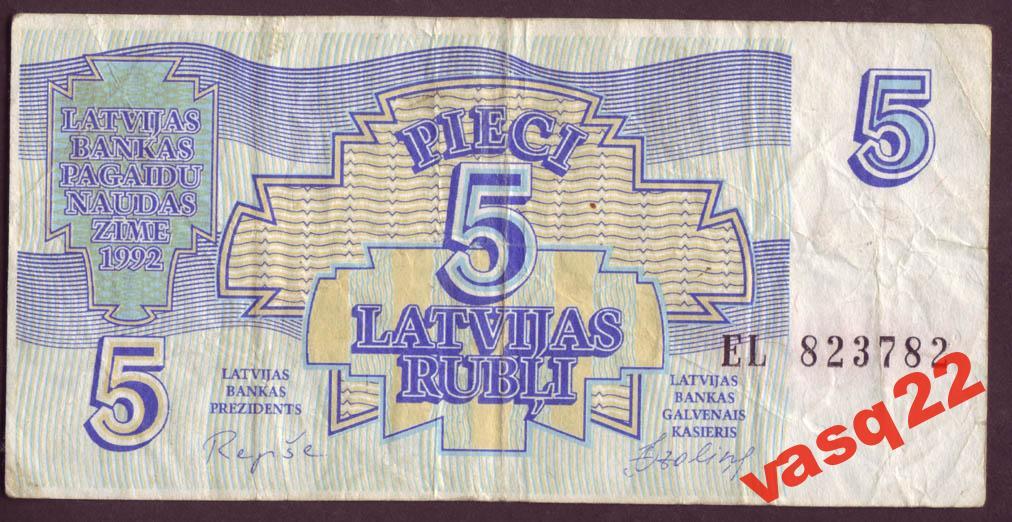 LATVIJAS
BANKAS
PAGAIDU
NAUDAS
ZĪME
1992
PIECI
5
5
LATVIJAS
RUBĻI
EL 823782
5
LATVIJAS
BANKAS
PREZIDENTS
LATVIJAS
BANKAS
GALVENAIS
KASIERIS
Repše
vasq22